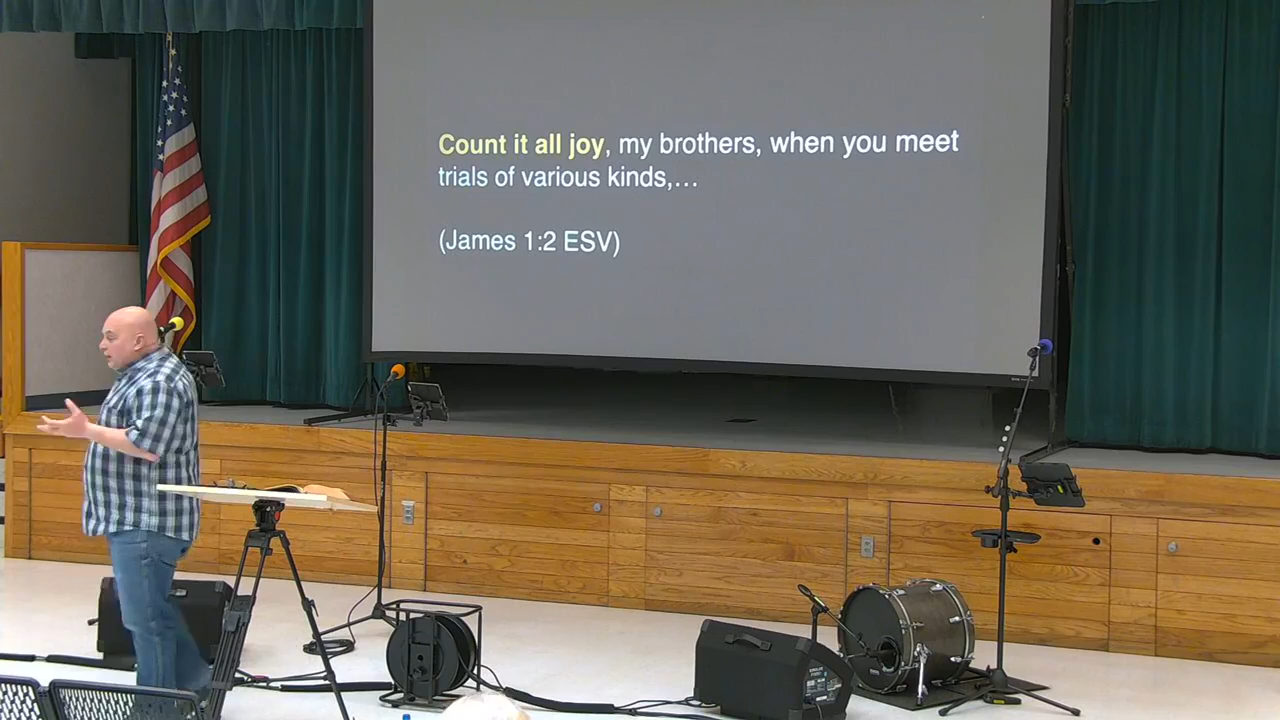 Count it all joy, my brothers, when you meet
trials of various kinds,…
(James 1:2 ESV)